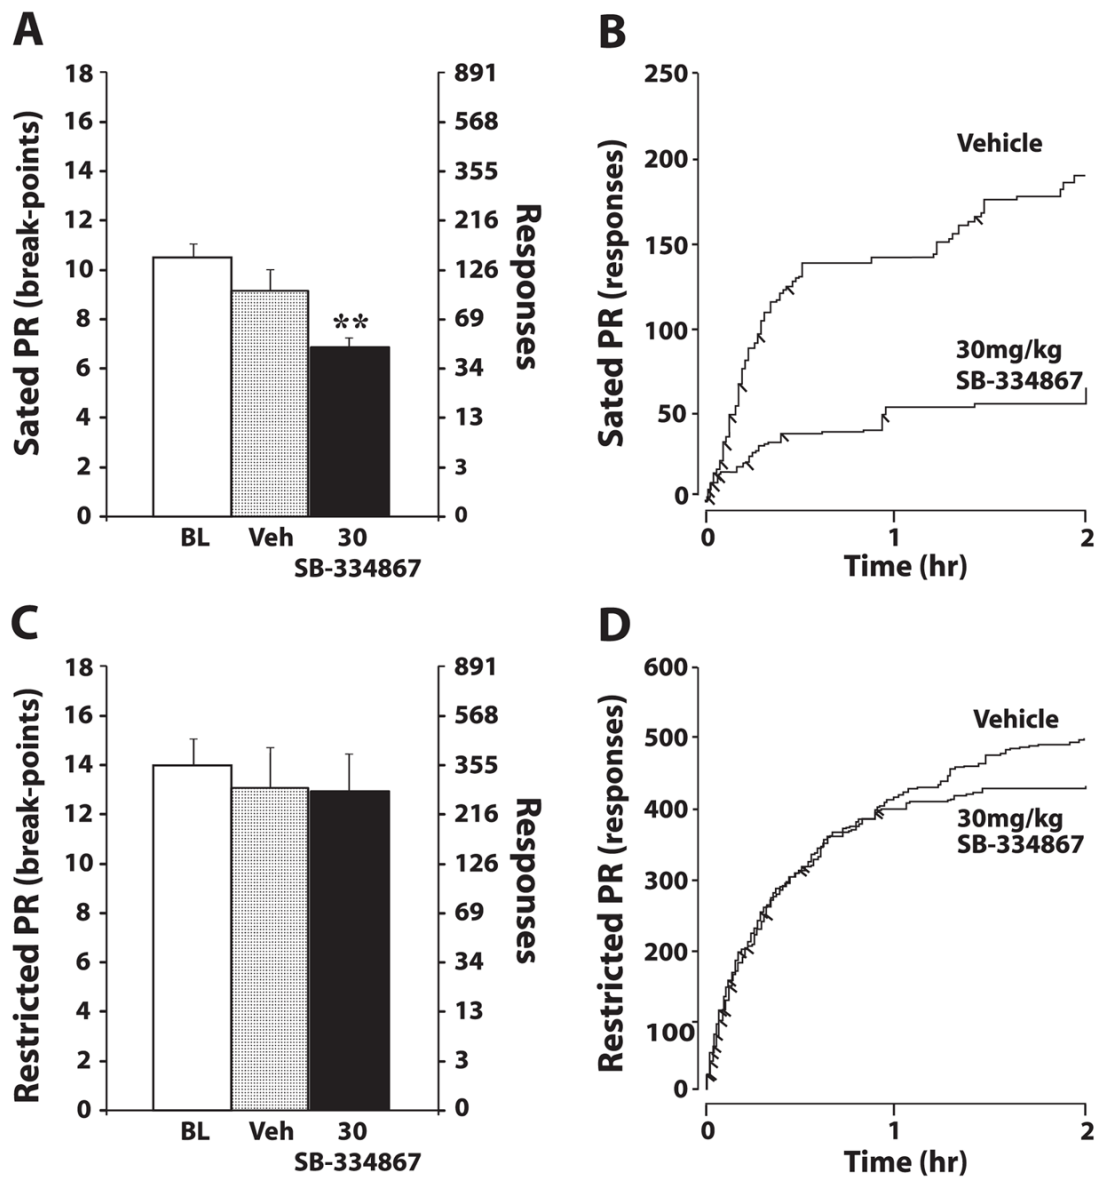 A
Sated PR (break-points)
18
16
14
12
10
8
6
4
2
0
891
568
355
216
126
69
34
13
3
0
Responses
**
BL
Veh
30
SB-334867
B
Sated PR (responses)
250
200
150
100
50
0
Vehicle
30mg/kg
SB-334867
0
1
2
Time (hr)
C
Restricted PR (break-points)
18
16
14
12
10
8
6
4
2
0
891
568
355
216
126
69
34
13
3
0
Responses
BL
Veh
30
SB-334867
D
Restricted PR (responses)
600
500
400
300
200
100
0
Vehicle
30mg/kg
SB-334867
0
1
2
Time (hr)